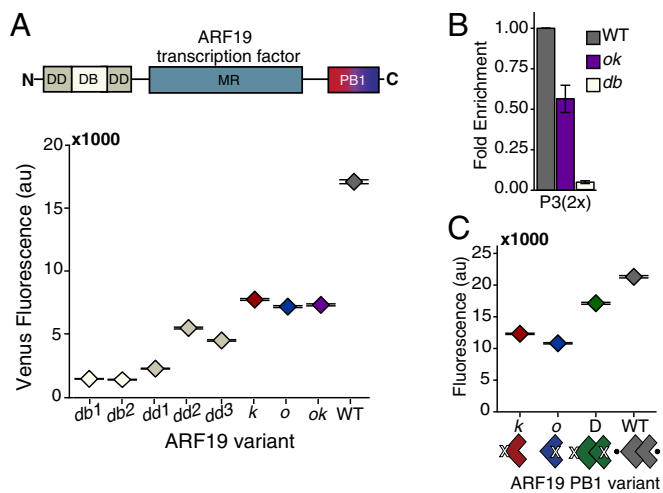 A
ARF19
transcription factor
N DD DB DD MR PB1 C
x1000
20
15
10
5
0
Venus Fluorescence (au)
db1 db2 dd1 dd2 dd3 k o ok WT
ARF19 variant
B
1.00
0.75
0.50
0.25
0.00
Fold Enrichment
P3(2x)
WT
ok
db
C
x1000
25
20
15
10
5
0
Fluorescence (au)
k o D WT
X X X X
ARF19 PB1 variant